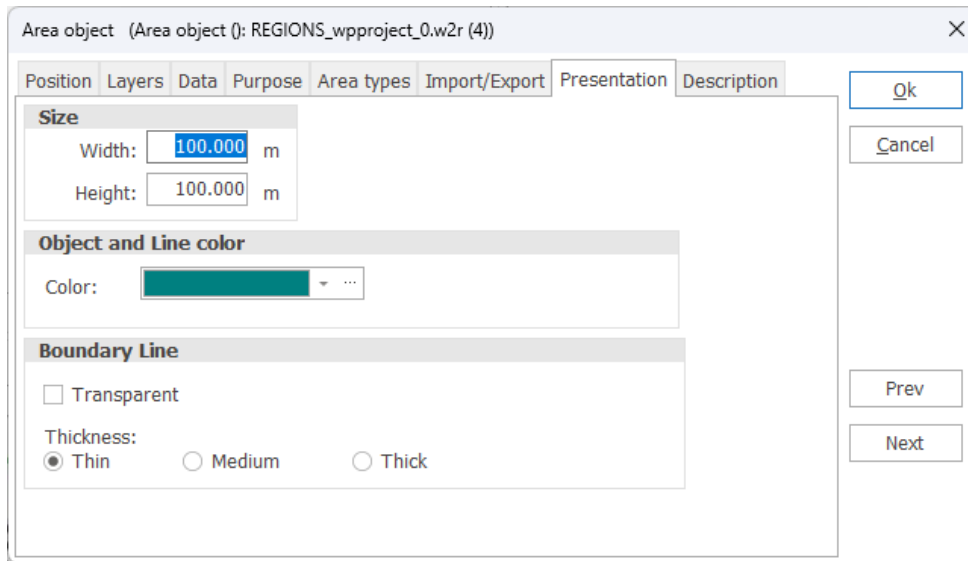 Area object   (Area object (): REGIONS_wpproject_0.w2r (4))
Position Layers Data Purpose Area types Import/Export Presentation Description
Ok
Size
Width: 100.000 m
Cancel
Height: 100.000 m
Object and Line color
Color: ...
Boundary Line
Transparent
Prev
Thickness:
Thin Medium Thick
Next